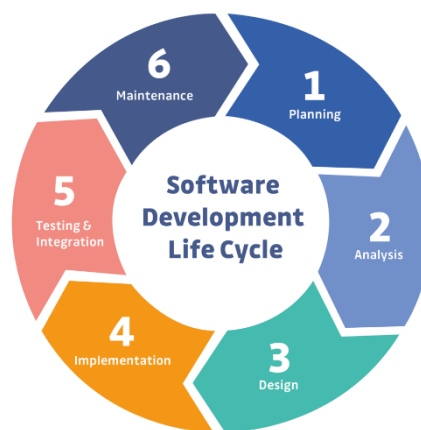 Software
Development
Life Cycle
1
Planning
2
Analysis
3
Design
4
Implementation
5
Testing &
Integration
6
Maintenance